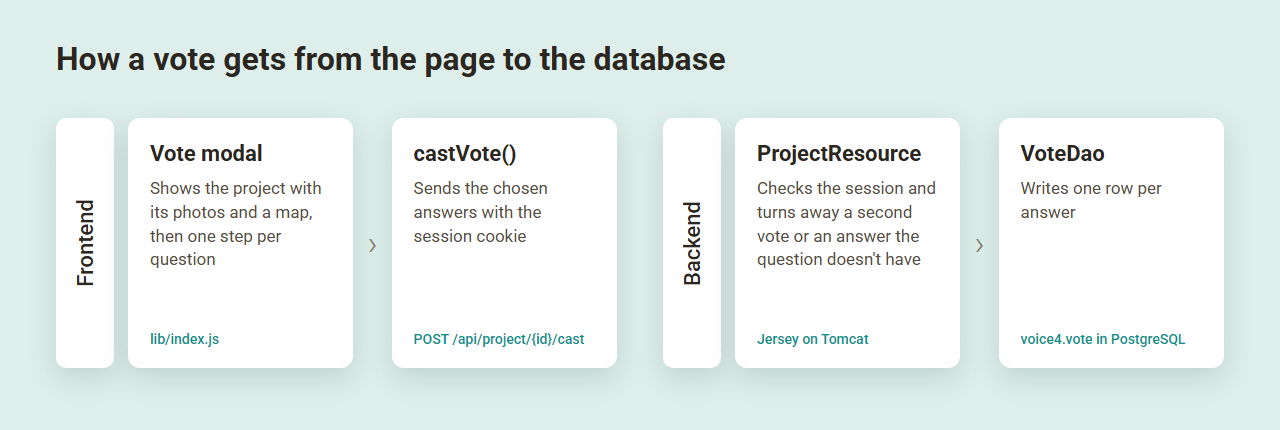 How a vote gets from the page to the database
Frontend
Vote modal
Shows the project with
its photos and a map,
then one step per
question
lib/index.js
›
castVote()
Sends the chosen
answers with the
session cookie
POST /api/project/{id}/cast
Backend
ProjectResource
Checks the session and
turns away a second
vote or an answer the
question doesn't have
Jersey on Tomcat
›
VoteDao
Writes one row per
answer
voice4.vote in PostgreSQL